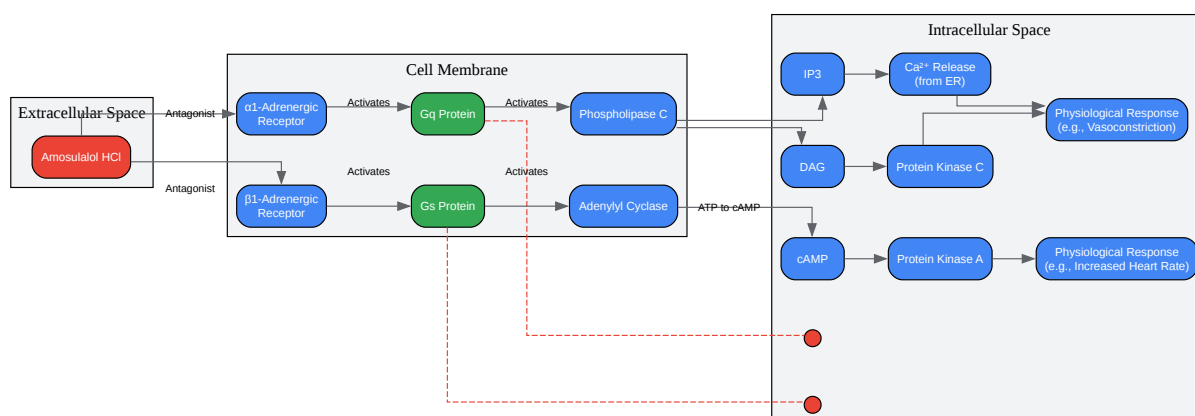 Intracellular Space
Cell Membrane
Extracellular Space
Amosulalol HCl
Antagonist
Antagonist
α1-Adrenergic
Receptor
Activates
Gq Protein
Activates
Phospholipase C
β1-Adrenergic
Receptor
Activates
Gs Protein
Activates
Adenylyl Cyclase
ATP to cAMP
IP3
Ca²⁺ Release
(from ER)
Physiological Response
(e.g., Vasoconstriction)
DAG
Protein Kinase C
cAMP
Protein Kinase A
Physiological Response
(e.g., Increased Heart Rate)